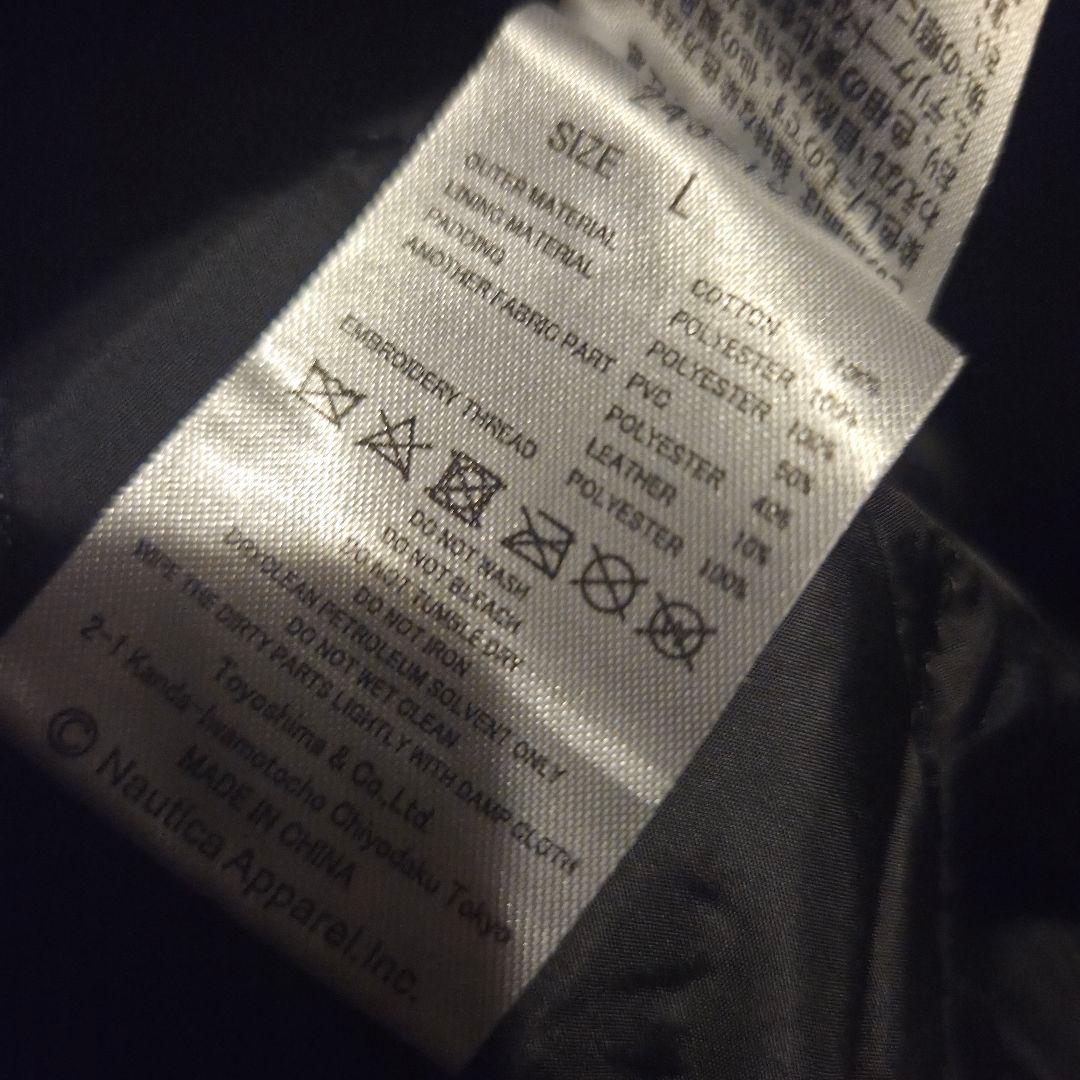 SIZE L
OUTER MATERIAL COTTON 100%
LINING MATERIAL POLYESTER 100%
PADDING POLYESTER 100%
ANOTHER FABRIC PART PVC 50%
POLYESTER 40%
LEATHER 10%
EMBROIDERY THREAD POLYESTER 100%
DO NOT WASH
DO NOT BLEACH
DO NOT TUMBLE DRY
DO NOT IRON
DRYCLEAN PETROLEUM SOLVENT ONLY
DO NOT WET CLEAN
WIPE THE DIRTY PARTS LIGHTLY WITH DAMP CLOTH
Toyoshima & Co.,Ltd.
2-1 Kanda-Iwamotocho Chiyodaku Tokyo
MADE IN CHINA
© Nautica Apparel, Inc.